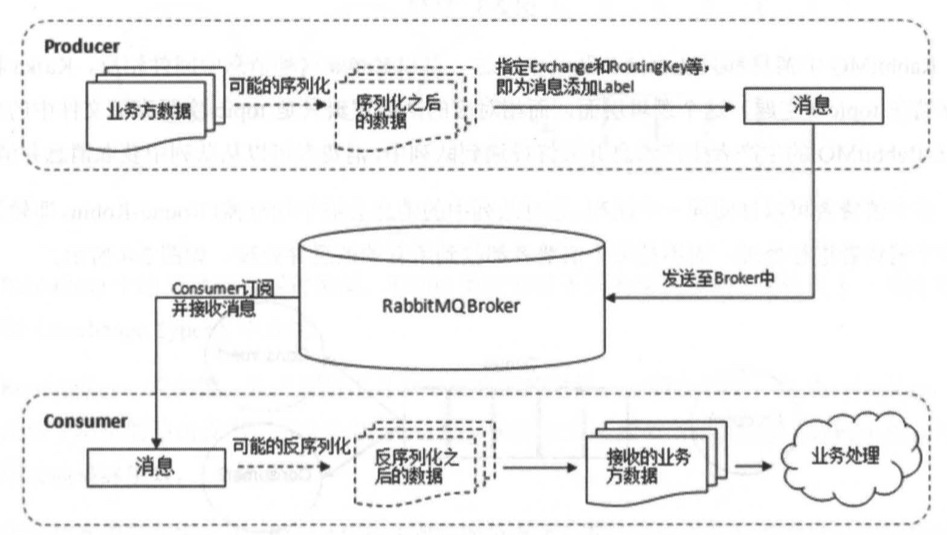 Producer
业务方数据
可能的序列化
序列化之后
的数据
指定Exchange和RoutingKey等，
即为消息添加Label
消息
发送至Broker中
RabbitMQ Broker
Consumer订阅
并接收消息
Consumer
消息
可能的反序列化
反序列化之
后的数据
接收的业务
方数据
业务处理